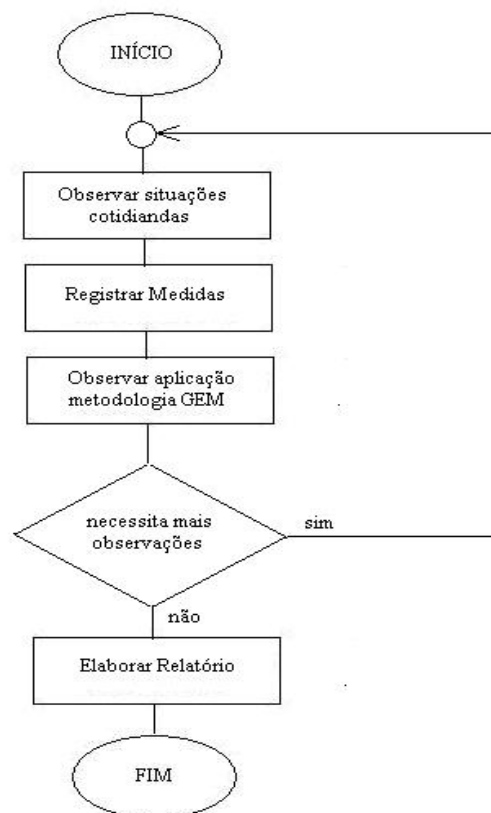 INÍCIO
Observar situações
cotidiandas
Registrar Medidas
Observar aplicação
metodologia GEM
necessita mais
observações
sim
não
Elaborar Relatório
FIM